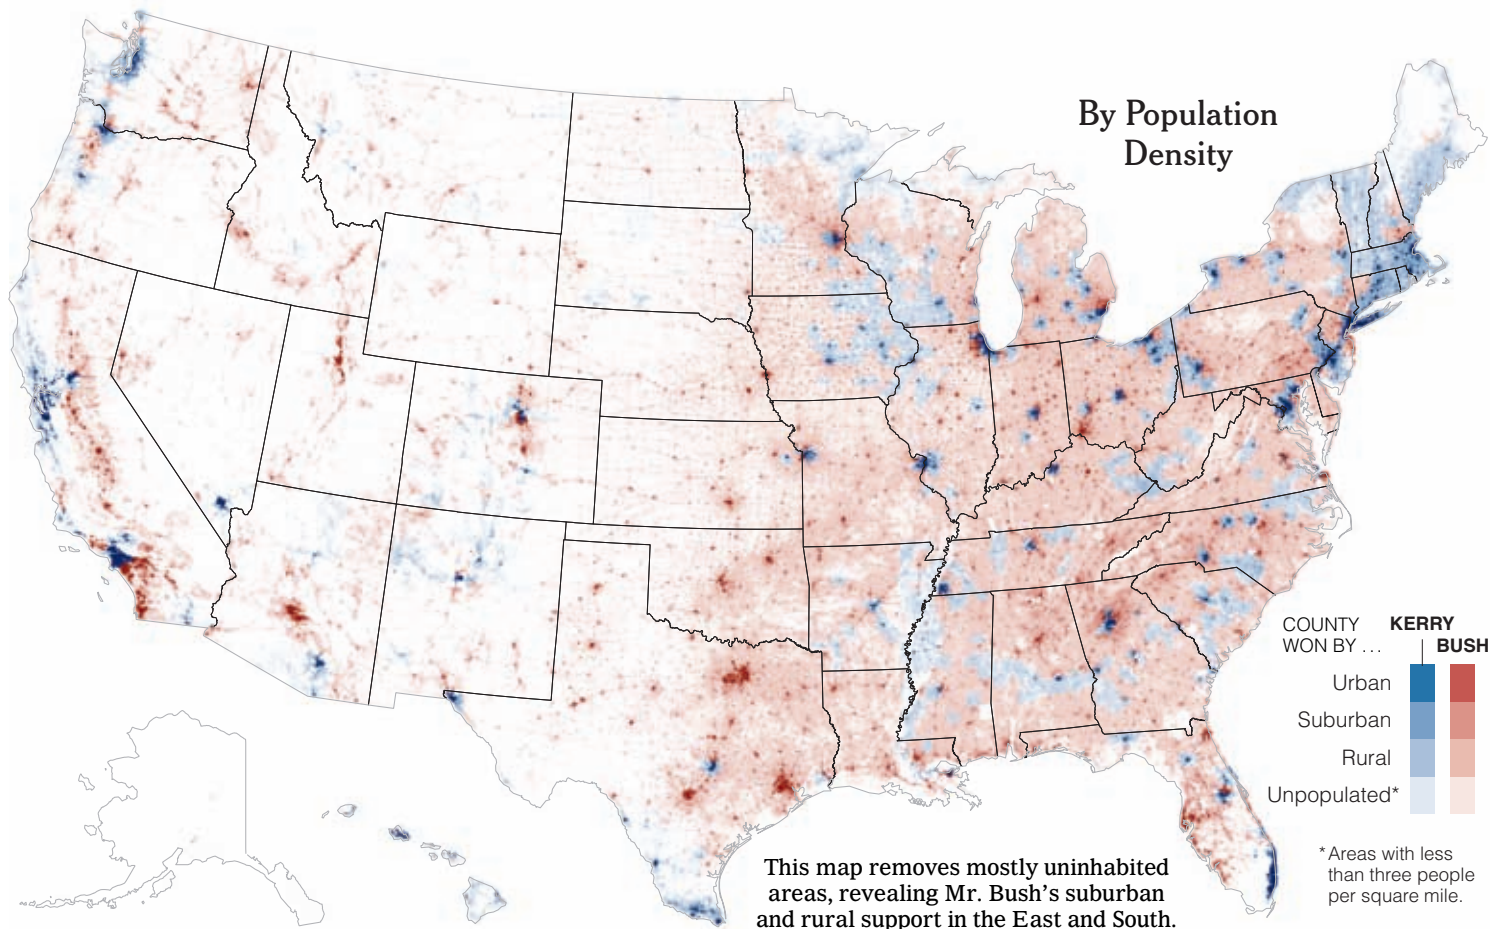 By Population
Density
COUNTY
WON BY ...
KERRY
BUSH
Urban
Suburban
Rural
Unpopulated*
* Areas with less
than three people
per square mile.
This map removes mostly uninhabited
areas, revealing Mr. Bush's suburban
and rural support in the East and South.